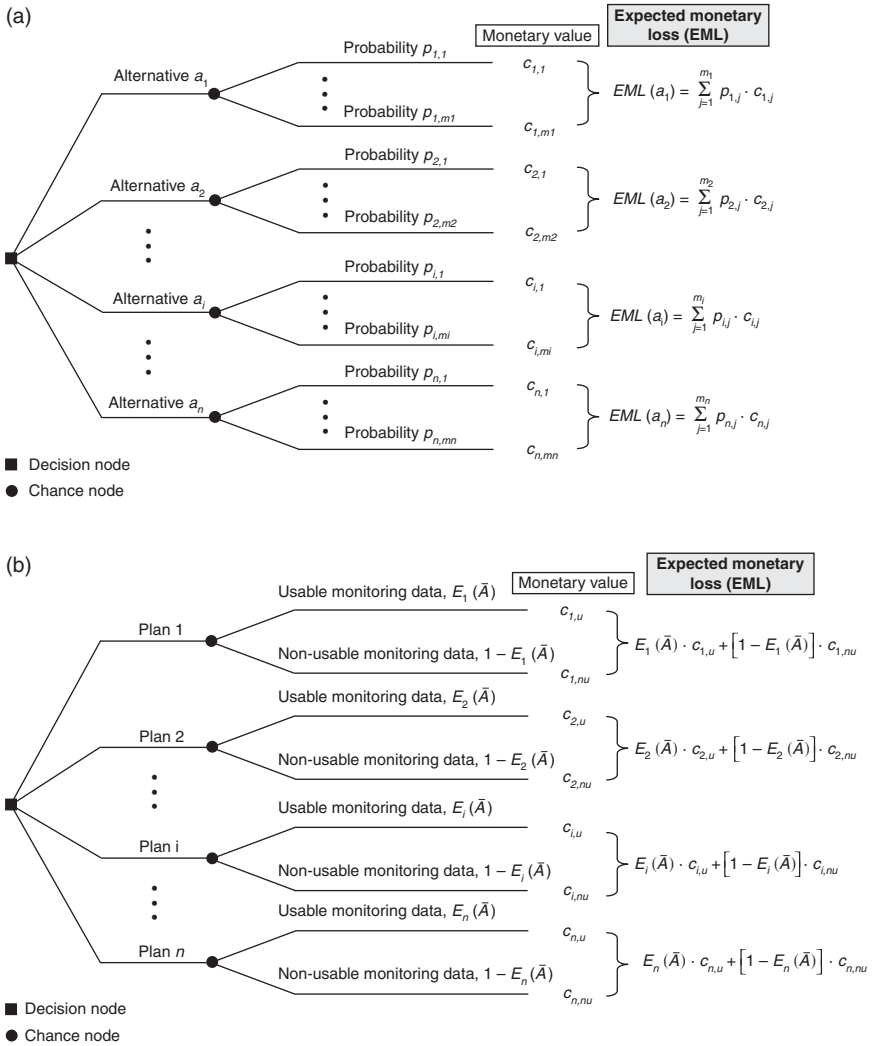 (a)
Monetary value
Expected monetary
loss (EML)
Alternative a₁
Probability p₁,₁
c₁,₁
Probability p₁,m1
c₁,m1
EML (a₁) = Σ_{j=1}^{m₁} p₁,j · c₁,j
Alternative a₂
Probability p₂,₁
c₂,₁
Probability p₂,m2
c₂,m2
EML (a₂) = Σ_{j=1}^{m₂} p₂,j · c₂,j
Alternative aᵢ
Probability pᵢ,₁
cᵢ,₁
Probability pᵢ,mi
cᵢ,mi
EML (aᵢ) = Σ_{j=1}^{mᵢ} pᵢ,j · cᵢ,j
Alternative aₙ
Probability pₙ,₁
cₙ,₁
Probability pₙ,mn
cₙ,mn
EML (aₙ) = Σ_{j=1}^{mₙ} pₙ,j · cₙ,j
Decision node
Chance node
(b)
Monetary value
Expected monetary
loss (EML)
Plan 1
Usable monitoring data, E₁ (Ā)
c₁,u
Non-usable monitoring data, 1 – E₁ (Ā)
c₁,nu
E₁ (Ā) · c₁,u + [1 – E₁ (Ā)] · c₁,nu
Plan 2
Usable monitoring data, E₂ (Ā)
c₂,u
Non-usable monitoring data, 1 – E₂ (Ā)
c₂,nu
E₂ (Ā) · c₂,u + [1 – E₂ (Ā)] · c₂,nu
Plan i
Usable monitoring data, Eᵢ (Ā)
cᵢ,u
Non-usable monitoring data, 1 – Eᵢ (Ā)
cᵢ,nu
Eᵢ (Ā) · cᵢ,u + [1 – Eᵢ (Ā)] · cᵢ,nu
Plan n
Usable monitoring data, Eₙ (Ā)
cₙ,u
Non-usable monitoring data, 1 – Eₙ (Ā)
cₙ,nu
Eₙ (Ā) · cₙ,u + [1 – Eₙ (Ā)] · cₙ,nu
Decision node
Chance node